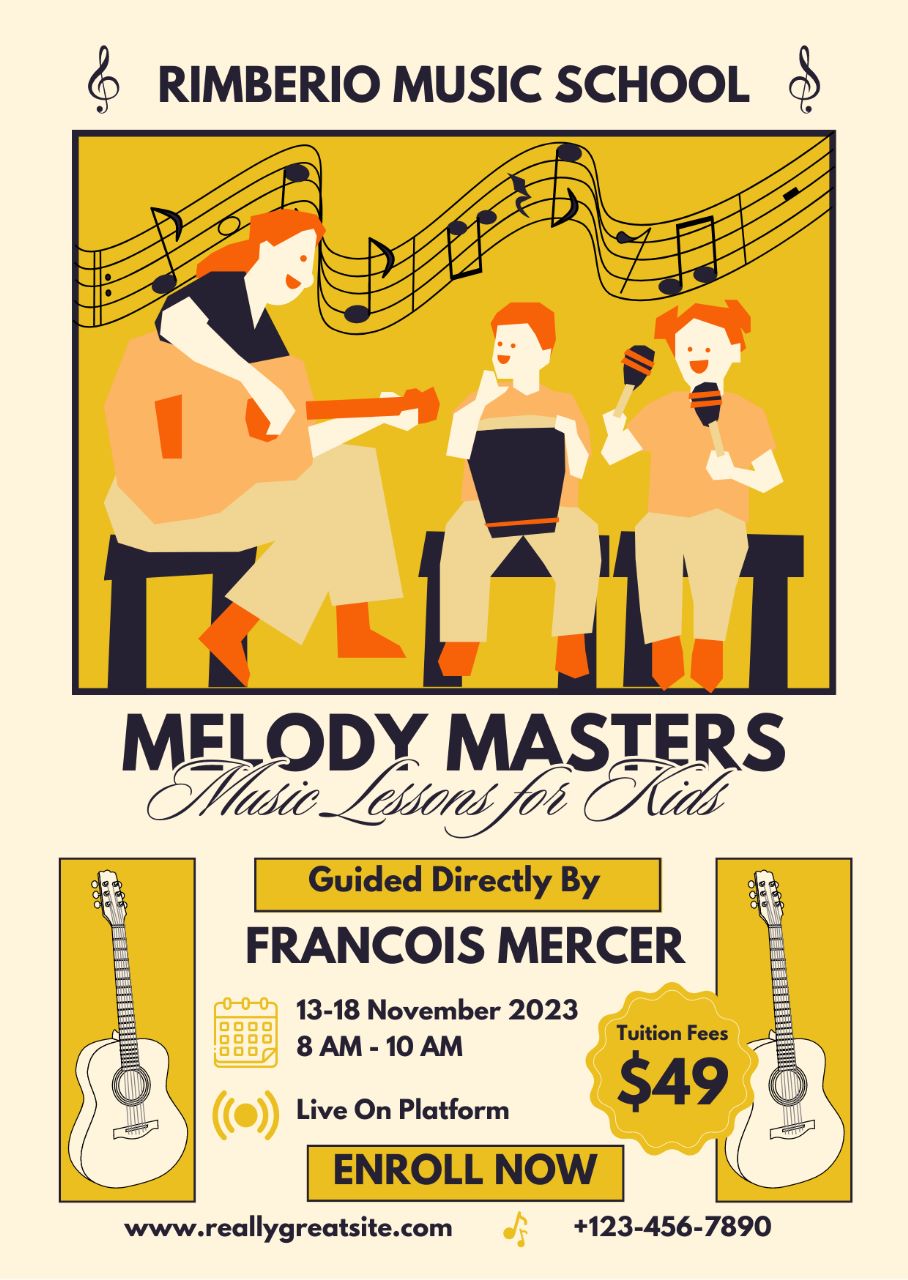 RIMBERIO MUSIC SCHOOL
MELODY MASTERS
Music Lessons for Kids
Guided Directly By
FRANCOIS MERCER
13-18 November 2023
8 AM - 10 AM
Tuition Fees
$49
Live On Platform
ENROLL NOW
www.reallygreatsite.com
+123-456-7890